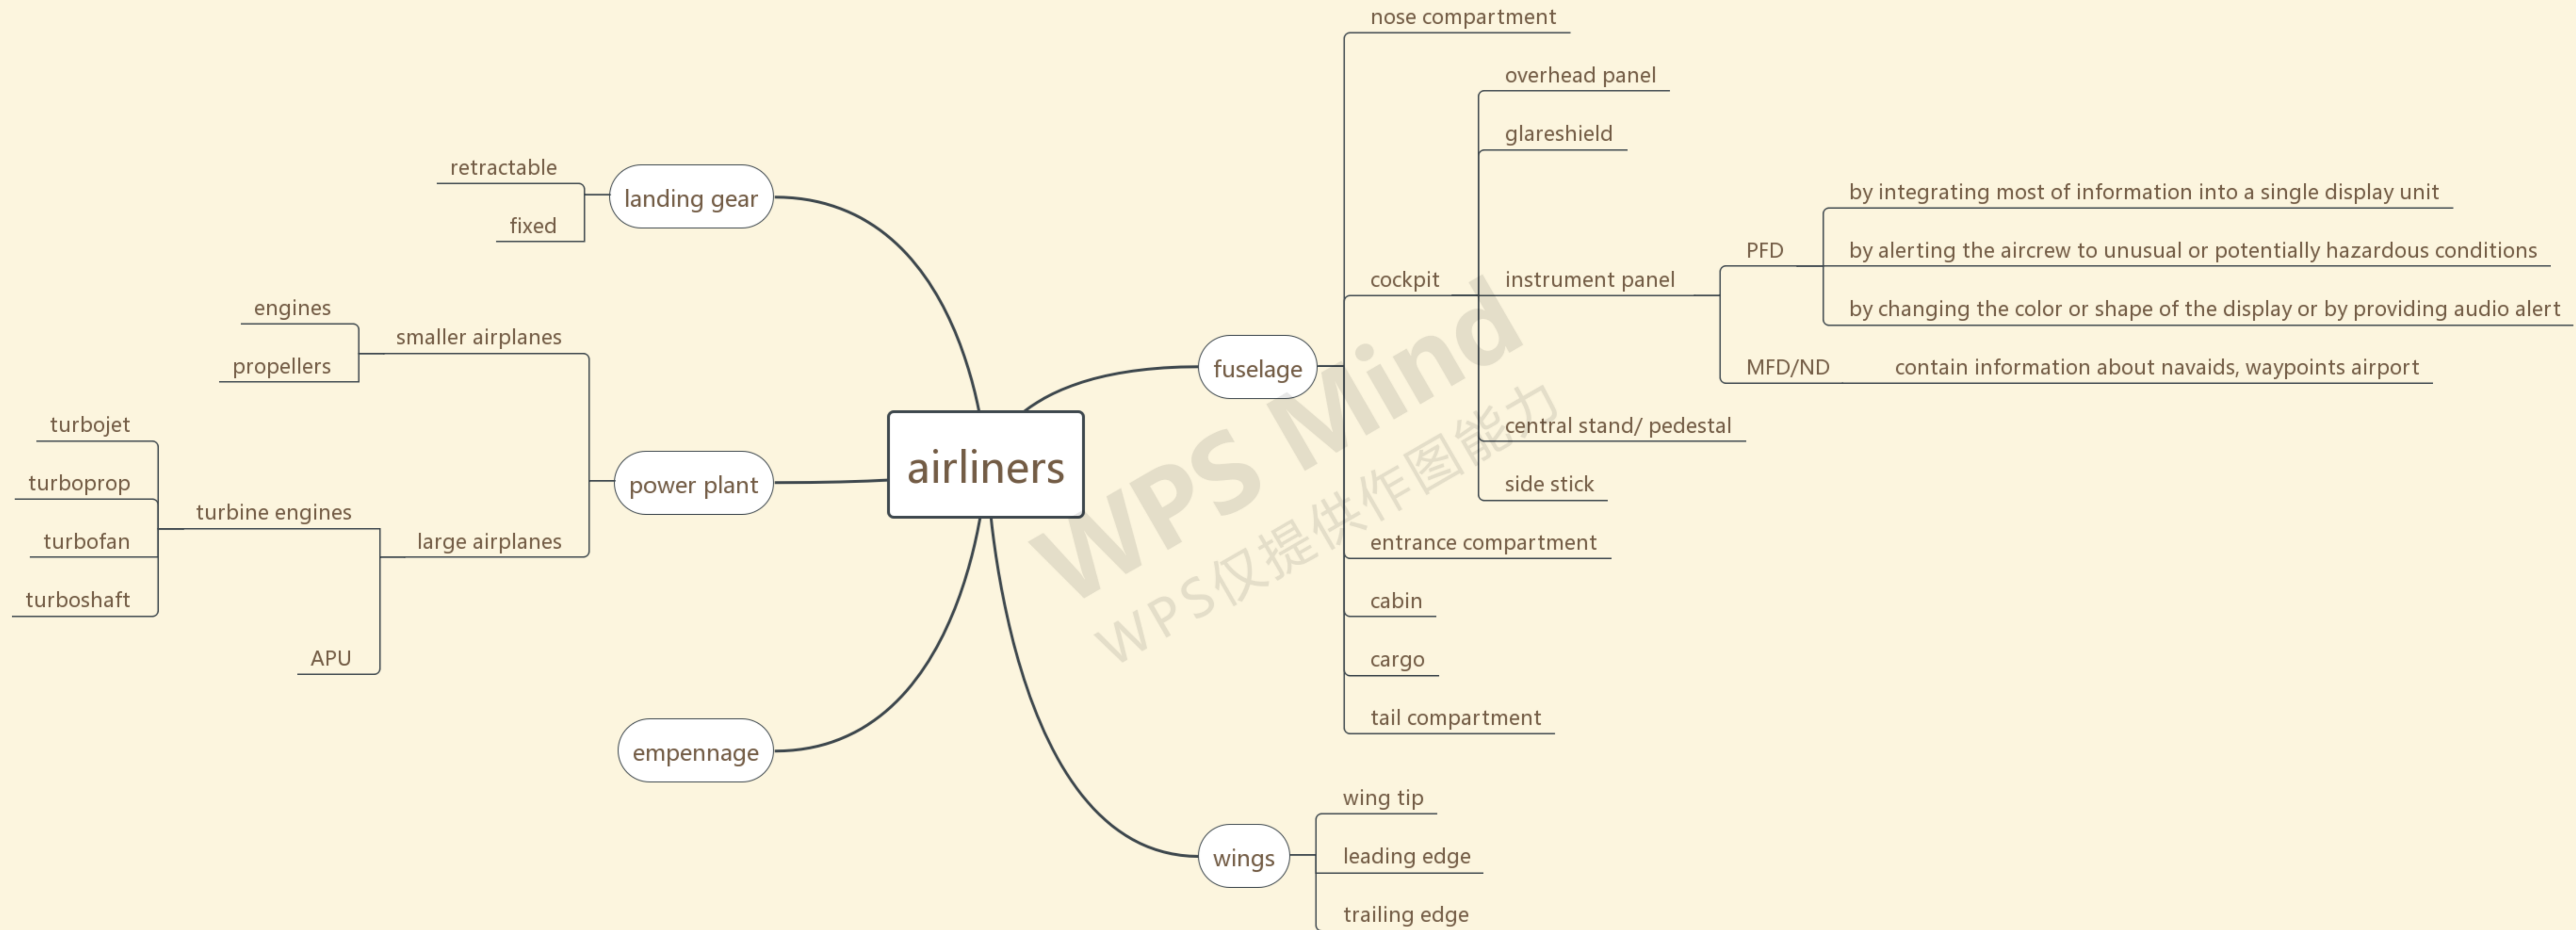 airliners
fuselage
nose compartment
cockpit
overhead panel
glareshield
instrument panel
PFD
by integrating most of information into a single display unit
by alerting the aircrew to unusual or potentially hazardous conditions
by changing the color or shape of the display or by providing audio alert
MFD/ND
contain information about navaids, waypoints airport
central stand/ pedestal
side stick
entrance compartment
cabin
cargo
tail compartment
wings
wing tip
leading edge
trailing edge
landing gear
retractable
fixed
power plant
smaller airplanes
engines
propellers
large airplanes
turbine engines
turbojet
turboprop
turbofan
turboshaft
APU
empennage
WPS Mind
WPS仅提供作图能力